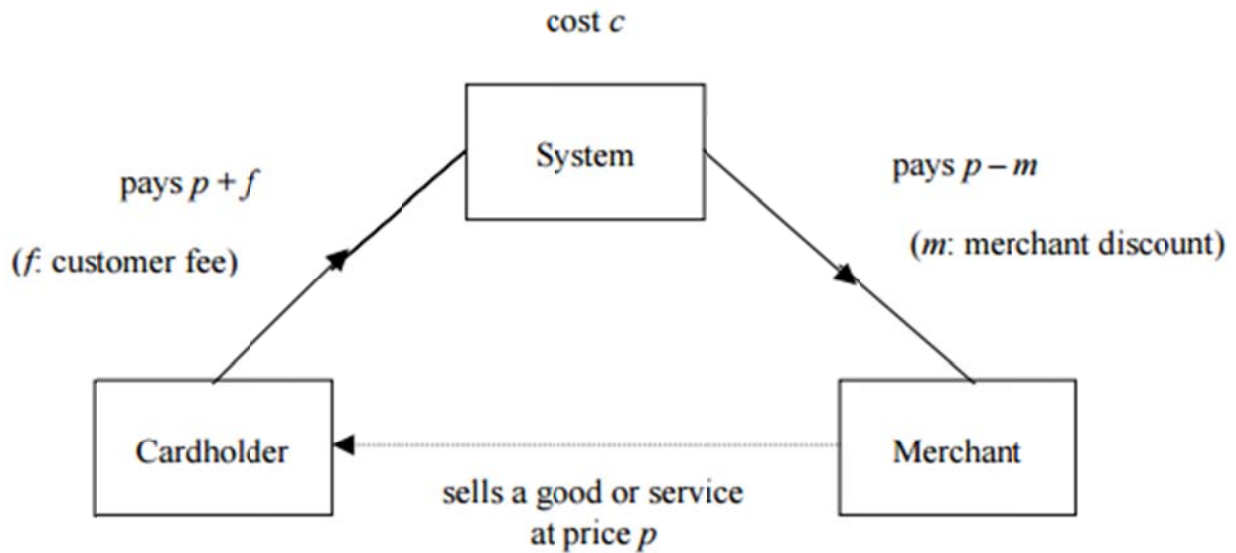 cost c
System
pays p + f
(f: customer fee)
pays p – m
(m: merchant discount)
Cardholder
Merchant
sells a good or service
at price p